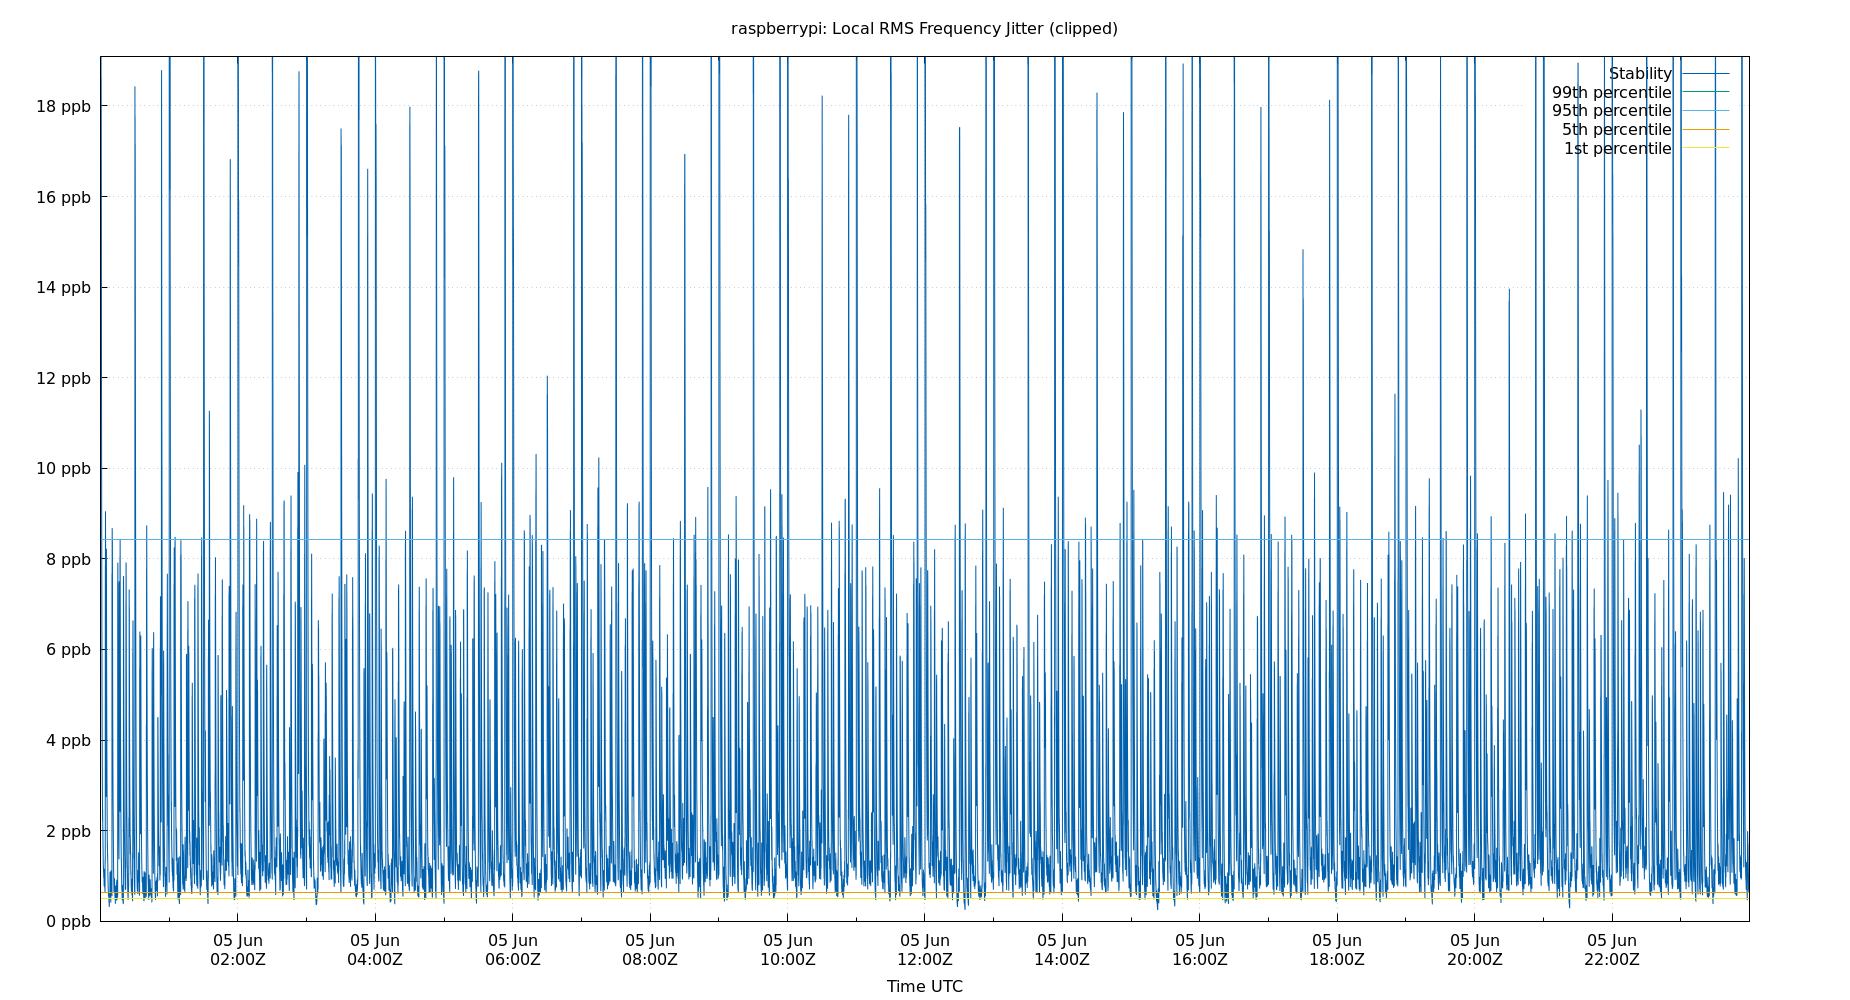 raspberrypi: Local RMS Frequency Jitter (clipped)
Stability
99th percentile
95th percentile
5th percentile
1st percentile
18 ppb
16 ppb
14 ppb
12 ppb
10 ppb
8 ppb
6 ppb
4 ppb
2 ppb
0 ppb
05 Jun 05 Jun 05 Jun 05 Jun 05 Jun 05 Jun 05 Jun 05 Jun 05 Jun 05 Jun 05 Jun
02:00Z 04:00Z 06:00Z 08:00Z 10:00Z 12:00Z 14:00Z 16:00Z 18:00Z 20:00Z 22:00Z
Time UTC